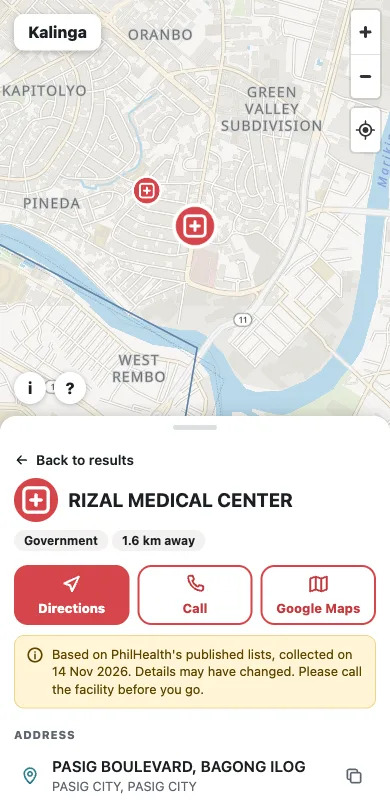 Kalinga
ORANBO
KAPITOLYO
GREEN
VALLEY
SUBDIVISION
PINEDA
11
WEST
REMBO
i
?
Back to results
RIZAL MEDICAL CENTER
Government
1.6 km away
Directions
Call
Google Maps
Based on PhilHealth's published lists, collected on
14 Nov 2026. Details may have changed. Please call
the facility before you go.
ADDRESS
PASIG BOULEVARD, BAGONG ILOG
PASIG CITY, PASIG CITY